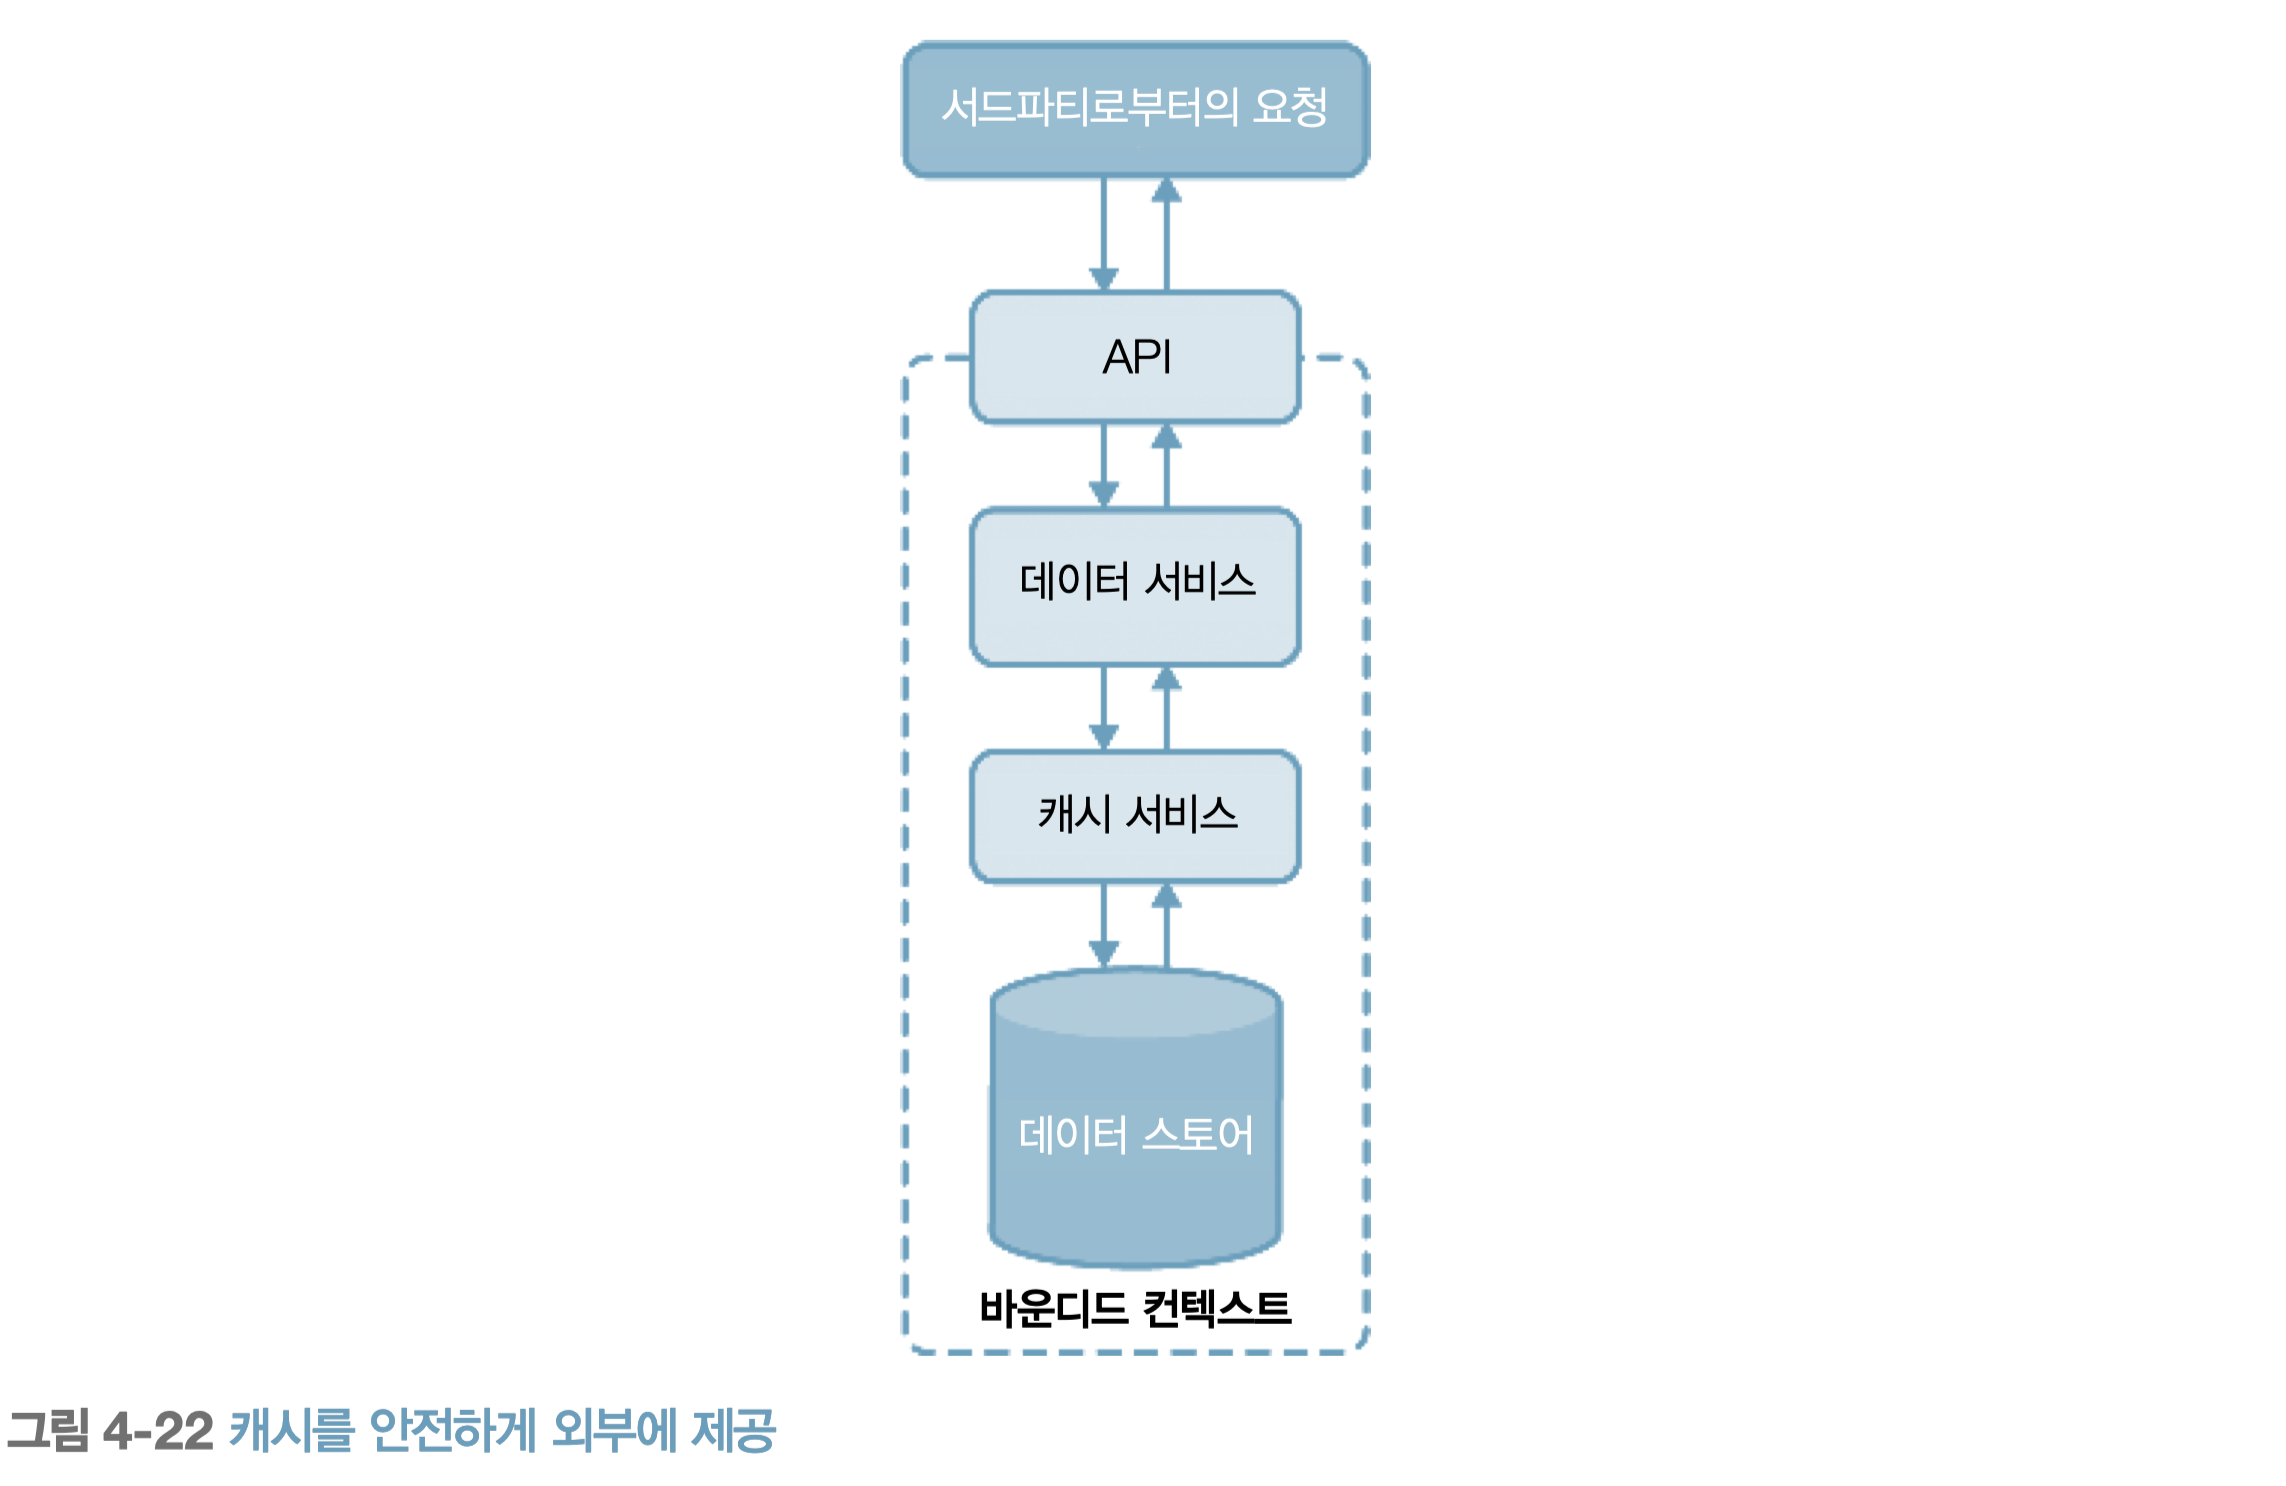 서드파티로부터의 요청
API
데이터 서비스
캐시 서비스
데이터 스토어
바운디드 컨텍스트
그림 4-22 캐시를 안전하게 외부에 제공